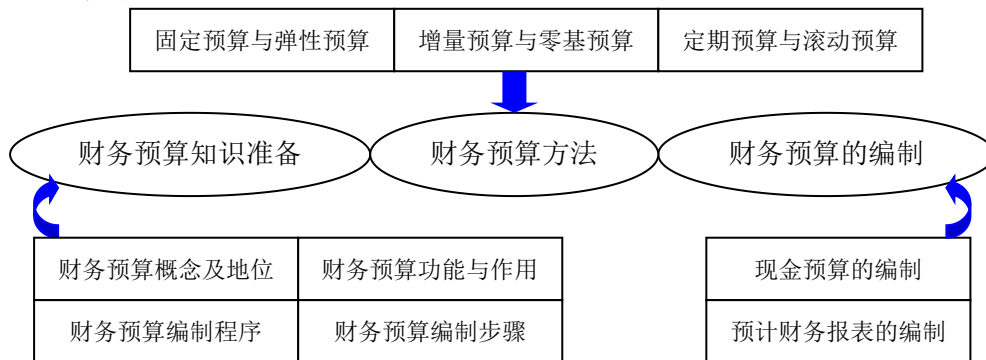 固定预算与弹性预算 增量预算与零基预算 定期预算与滚动预算
财务预算知识准备 财务预算方法 财务预算的编制
财务预算概念及地位 财务预算功能与作用 现金预算的编制
财务预算编制程序 财务预算编制步骤 预计财务报表的编制